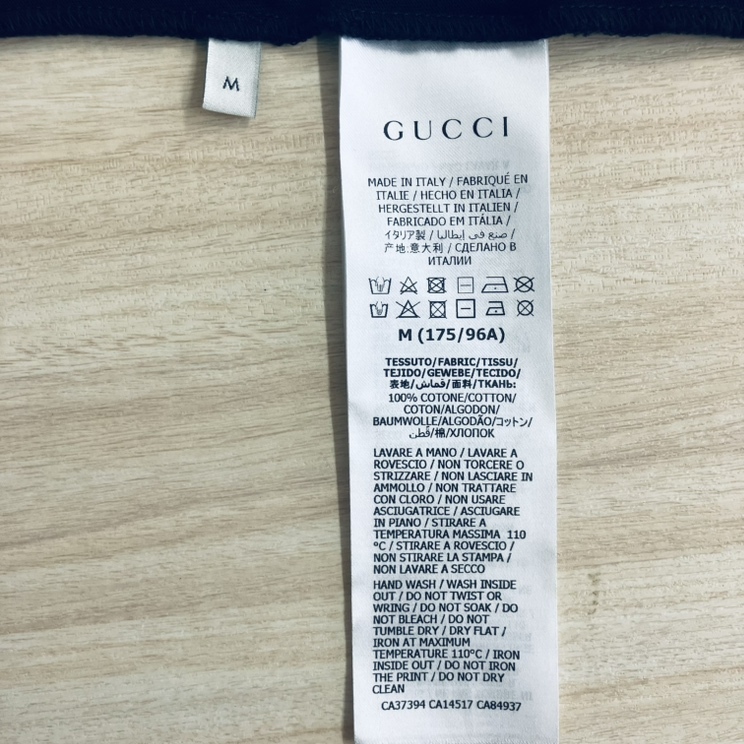 M
GUCCI
MADE IN ITALY / FABRIQUÉ EN
ITALIE / HECHO EN ITALIA /
HERGESTELLT IN ITALIEN /
FABRICADO EM ITÁLIA /
イタリア製 / صنع في إيطاليا /
产地:意大利 / СДЕЛАНО В
ИТАЛИИ
M (175/96A)
TESSUTO/FABRIC/TISSU/
TEJIDO/GEWEBE/TECIDO/
表地/قماش/面料/ТКАНЬ:
100% COTONE/COTTON/
COTON/ALGODON/
BAUMWOLLE/ALGODÃO/コットン/
قُطن/棉/ХЛОПОК
LAVARE A MANO / LAVARE A
ROVESCIO / NON TORCERE O
STRIZZARE / NON LASCIARE IN
AMMOLLO / NON TRATTARE
CON CLORO / NON USARE
ASCIUGATRICE / ASCIUGARE
IN PIANO / STIRARE A
TEMPERATURA MASSIMA 110
°C / STIRARE A ROVESCIO /
NON STIRARE LA STAMPA /
NON LAVARE A SECCO
HAND WASH / WASH INSIDE
OUT / DO NOT TWIST OR
WRING / DO NOT SOAK / DO
NOT BLEACH / DO NOT
TUMBLE DRY / DRY FLAT /
IRON AT MAXIMUM
TEMPERATURE 110°C / IRON
INSIDE OUT / DO NOT IRON
THE PRINT / DO NOT DRY
CLEAN
CA37394 CA14517 CA84937